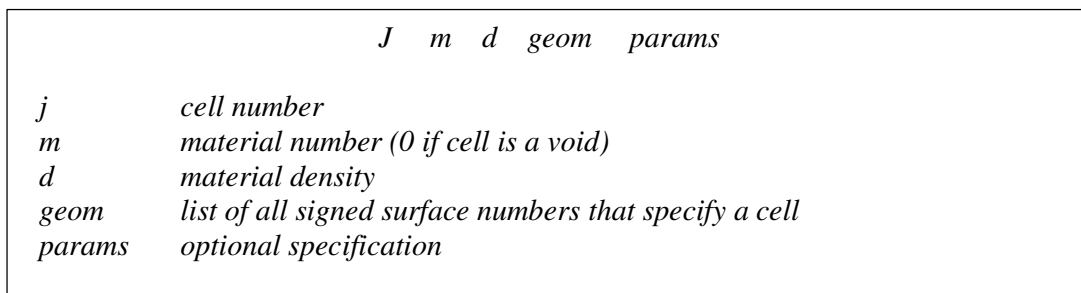 J m d geom params
j cell number
m material number (0 if cell is a void)
d material density
geom list of all signed surface numbers that specify a cell
params optional specification